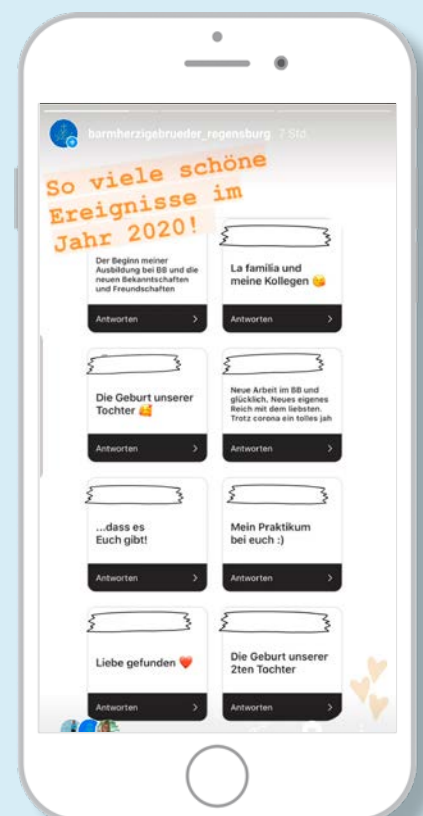 barmherzigebrueder_regensburg 7 Std.
So viele schöne
Ereignisse im
Jahr 2020!
Der Beginn meiner
Ausbildung bei BB und die
neuen Bekanntschaften
und Freundschaften
Antworten
La familia und
meine Kollegen 😘
Antworten
Die Geburt unserer
Tochter 🥰
Antworten
Neue Arbeit im BB und
glücklich, Neues eigenes
Reich mit dem liebsten.
Trotz corona ein tolles jah
Antworten
...dass es
Euch gibt!
Antworten
Mein Praktikum
bei euch :)
Antworten
Liebe gefunden ❤️
Antworten
Die Geburt unserer
2ten Tochter
Antworten